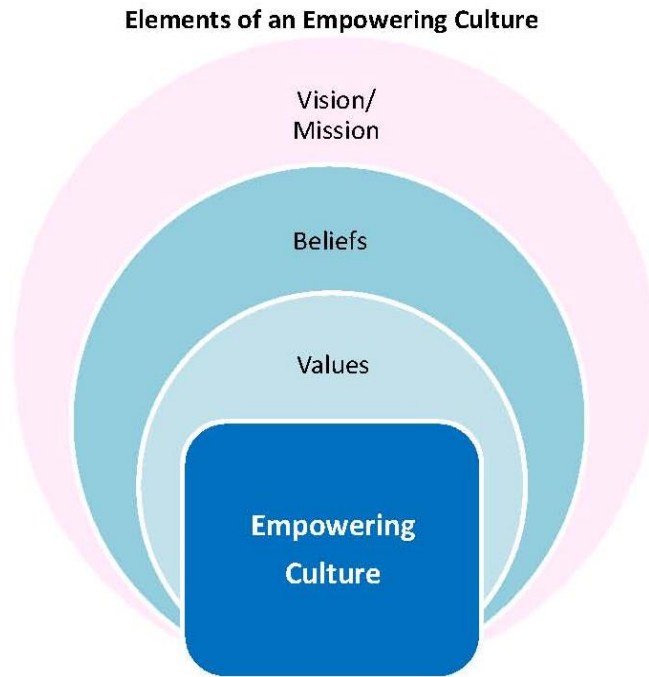 Elements of an Empowering Culture
Vision/
Mission
Beliefs
Values
Empowering
Culture